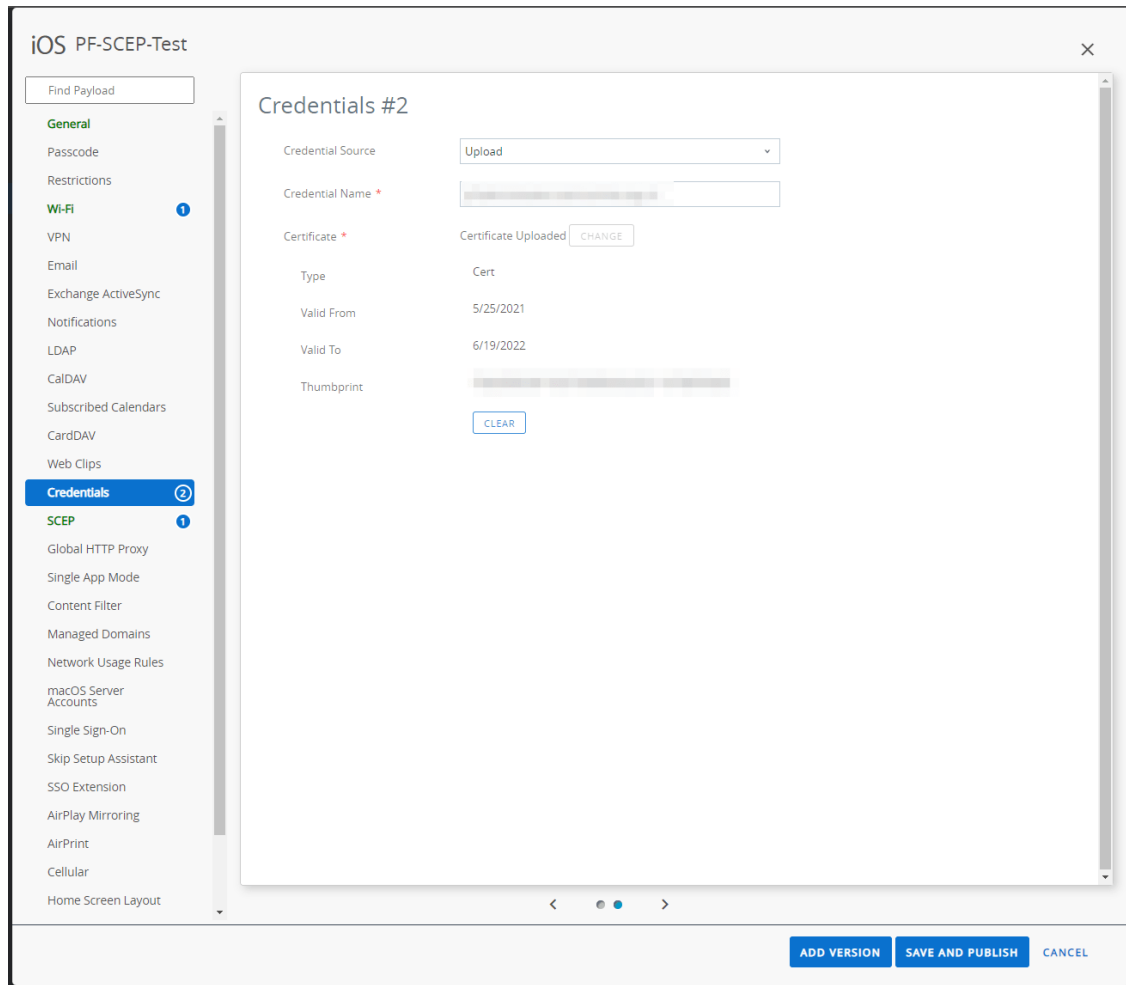 iOS PF-SCEP-Test
Find Payload
General
Passcode
Restrictions
Wi-Fi 1
VPN
Email
Exchange ActiveSync
Notifications
LDAP
CalDAV
Subscribed Calendars
CardDAV
Web Clips
Credentials 2
SCEP 1
Global HTTP Proxy
Single App Mode
Content Filter
Managed Domains
Network Usage Rules
macOS Server
Accounts
Single Sign-On
Skip Setup Assistant
SSO Extension
AirPlay Mirroring
AirPrint
Cellular
Home Screen Layout
Credentials #2
Credential Source Upload
Credential Name *
Certificate * Certificate Uploaded CHANGE
Type Cert
Valid From 5/25/2021
Valid To 6/19/2022
Thumbprint
CLEAR
ADD VERSION SAVE AND PUBLISH CANCEL